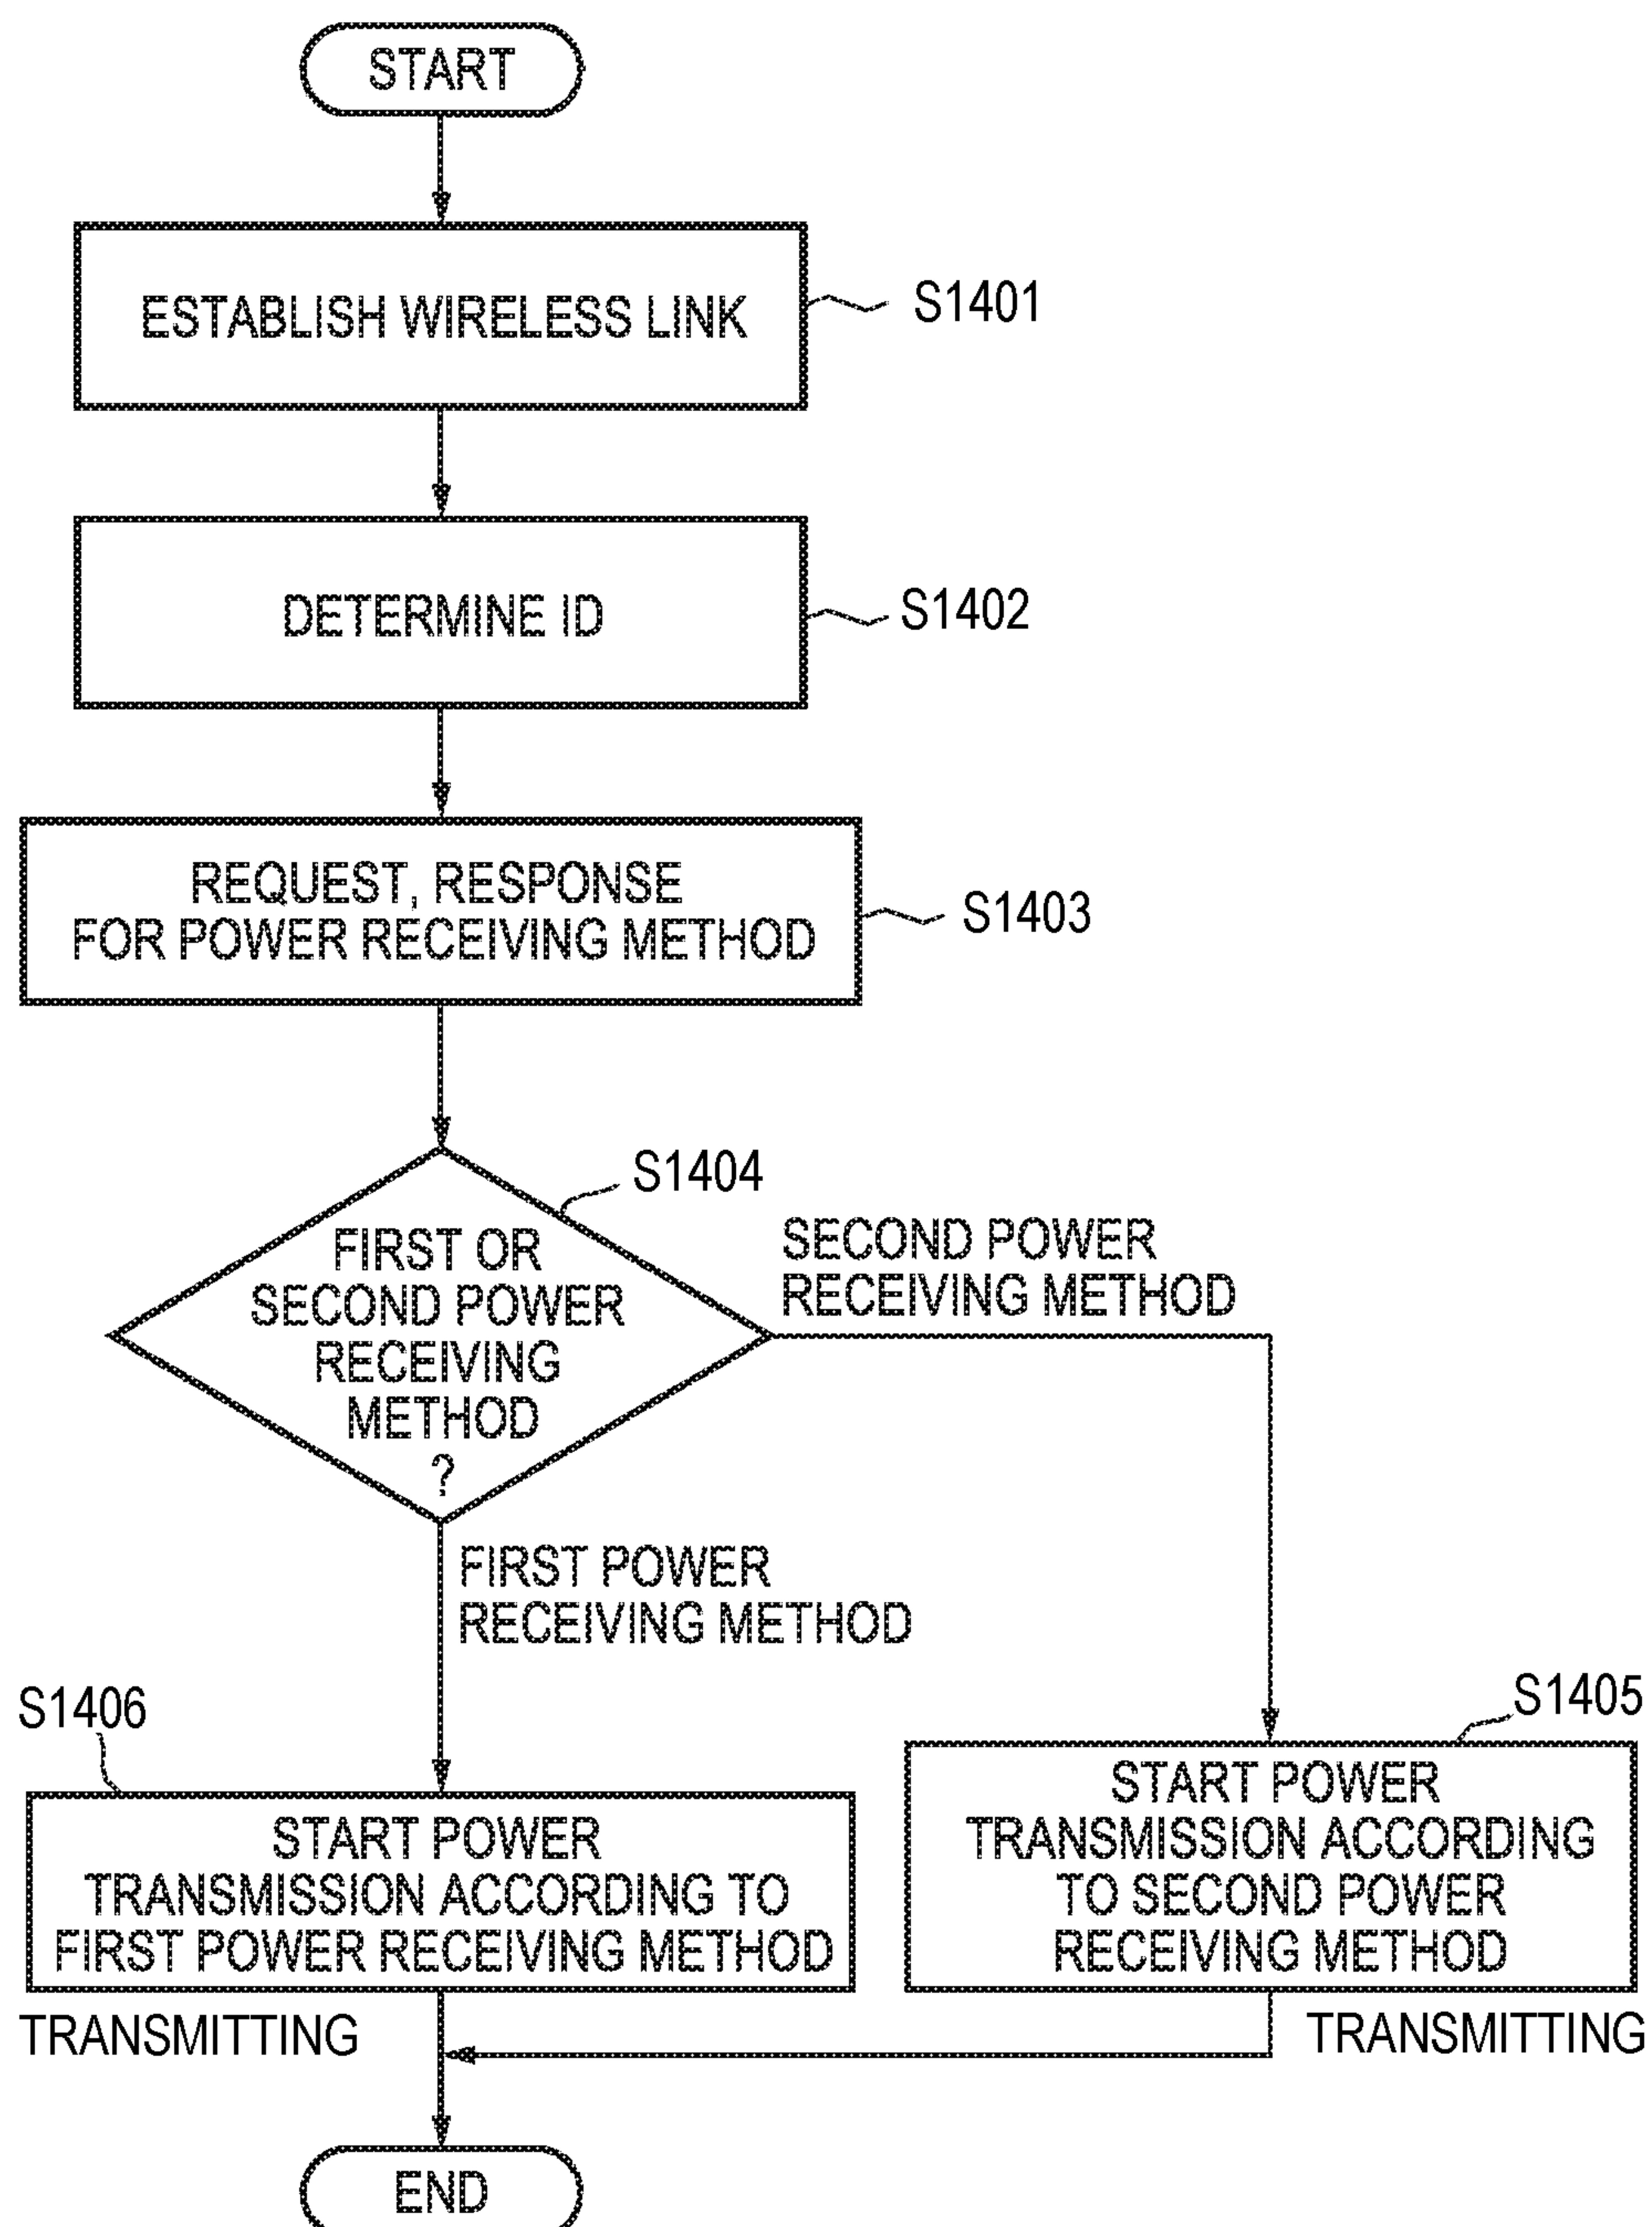 START
ESTABLISH WIRELESS LINK
S1401
DETERMINE ID
S1402
REQUEST, RESPONSE
FOR POWER RECEIVING METHOD
S1403
S1404
FIRST OR
SECOND POWER
RECEIVING
METHOD
?
SECOND POWER
RECEIVING METHOD
FIRST POWER
RECEIVING METHOD
S1406
START POWER
TRANSMISSION ACCORDING TO
FIRST POWER RECEIVING METHOD
TRANSMITTING
S1405
START POWER
TRANSMISSION ACCORDING
TO SECOND POWER
RECEIVING METHOD
TRANSMITTING
END